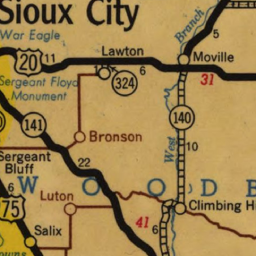 Sioux City
War Eagle
Branch
5
Lawton
Moville
20
11
6
324
31
Sergeant Floyd
Monument
141
140
Bronson
West
10
Sergeant
Bluff
22
6
W O O D B
Luton
75
Climbing H
41
6
Salix